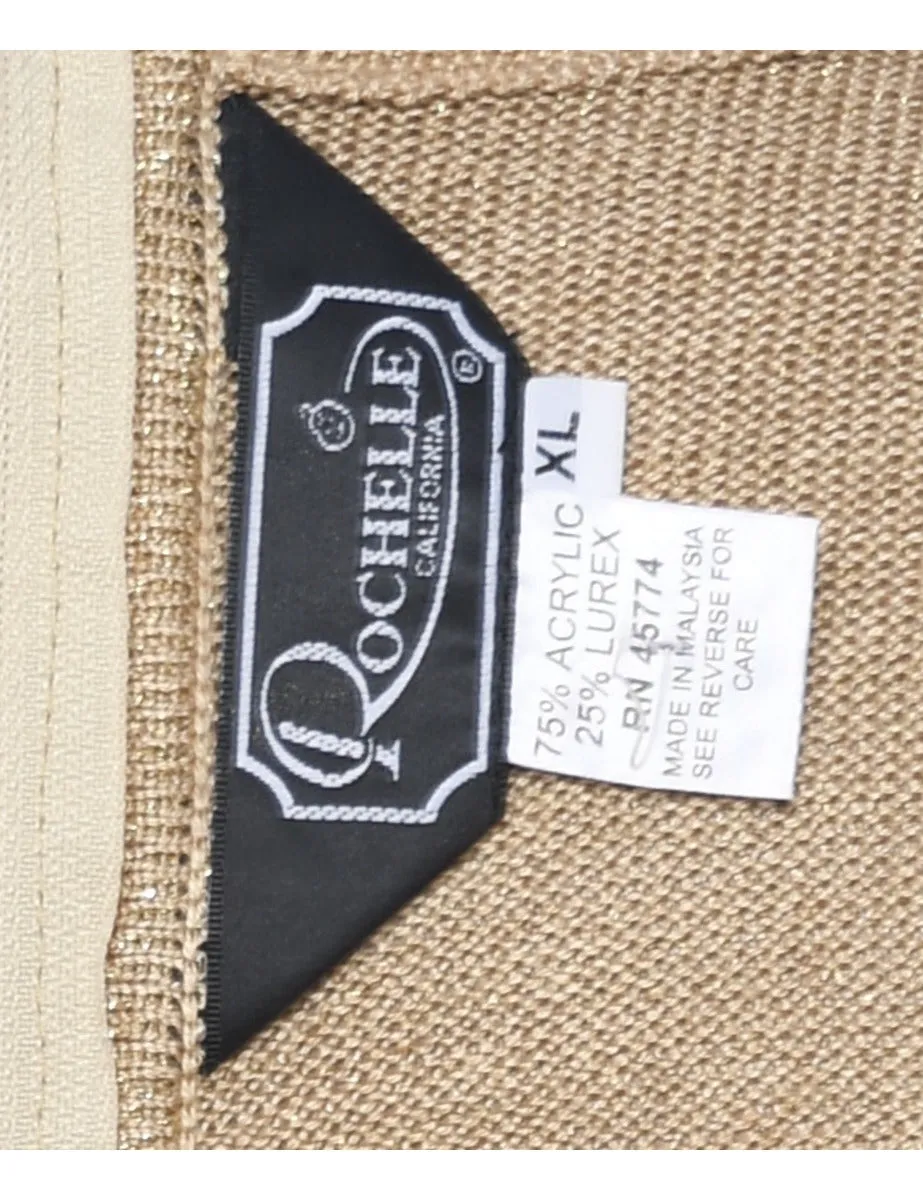 ROCHELLE
CALIFORNIA
®
XL
75% ACRYLIC
25% LUREX
RN 45774
MADE IN MALAYSIA
SEE REVERSE FOR
CARE